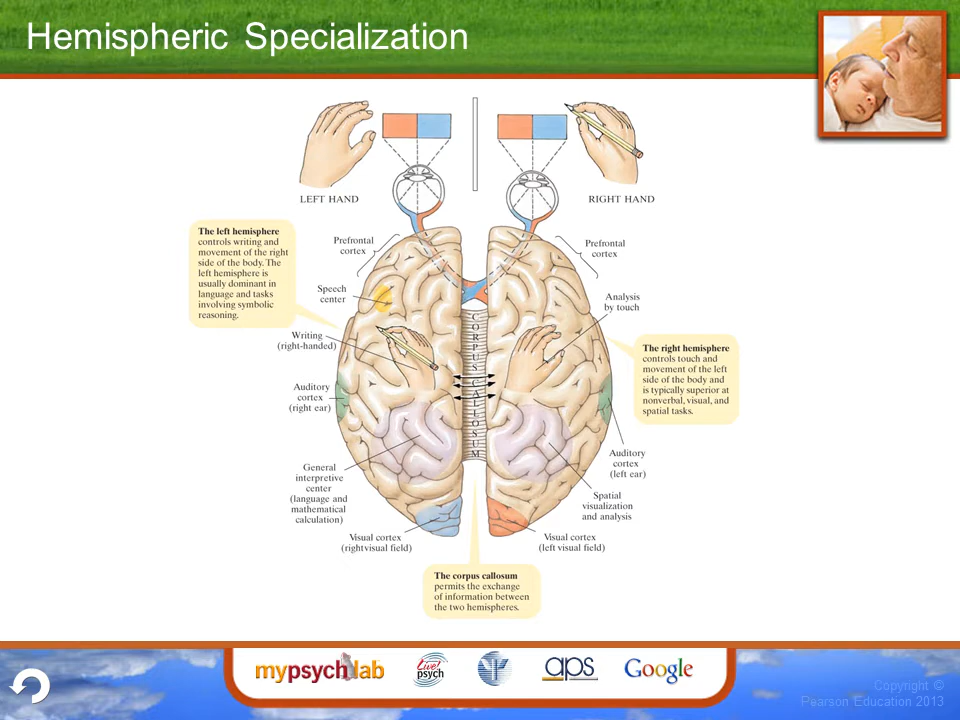 Hemispheric Specialization
LEFT HAND
RIGHT HAND
The left hemisphere
controls writing and
movement of the right
side of the body. The
left hemisphere is
usually dominant in
language and tasks
involving symbolic
reasoning.
Prefrontal
cortex
Speech
center
Writing
(right-handed)
Auditory
cortex
(right ear)
General
interpretive
center
(language and
mathematical
calculation)
Visual cortex
(right visual field)
CORPUS CALLOSUM
Prefrontal
cortex
Analysis
by touch
The right hemisphere
controls touch and
movement of the left
side of the body and
is typically superior at
nonverbal, visual, and
spatial tasks.
Auditory
cortex
(left ear)
Spatial
visualization
and analysis
Visual cortex
(left visual field)
The corpus callosum
permits the exchange
of information between
the two hemispheres.
mypsychlab
Live!
psych
aps
Google
Copyright ©
Pearson Education 2013